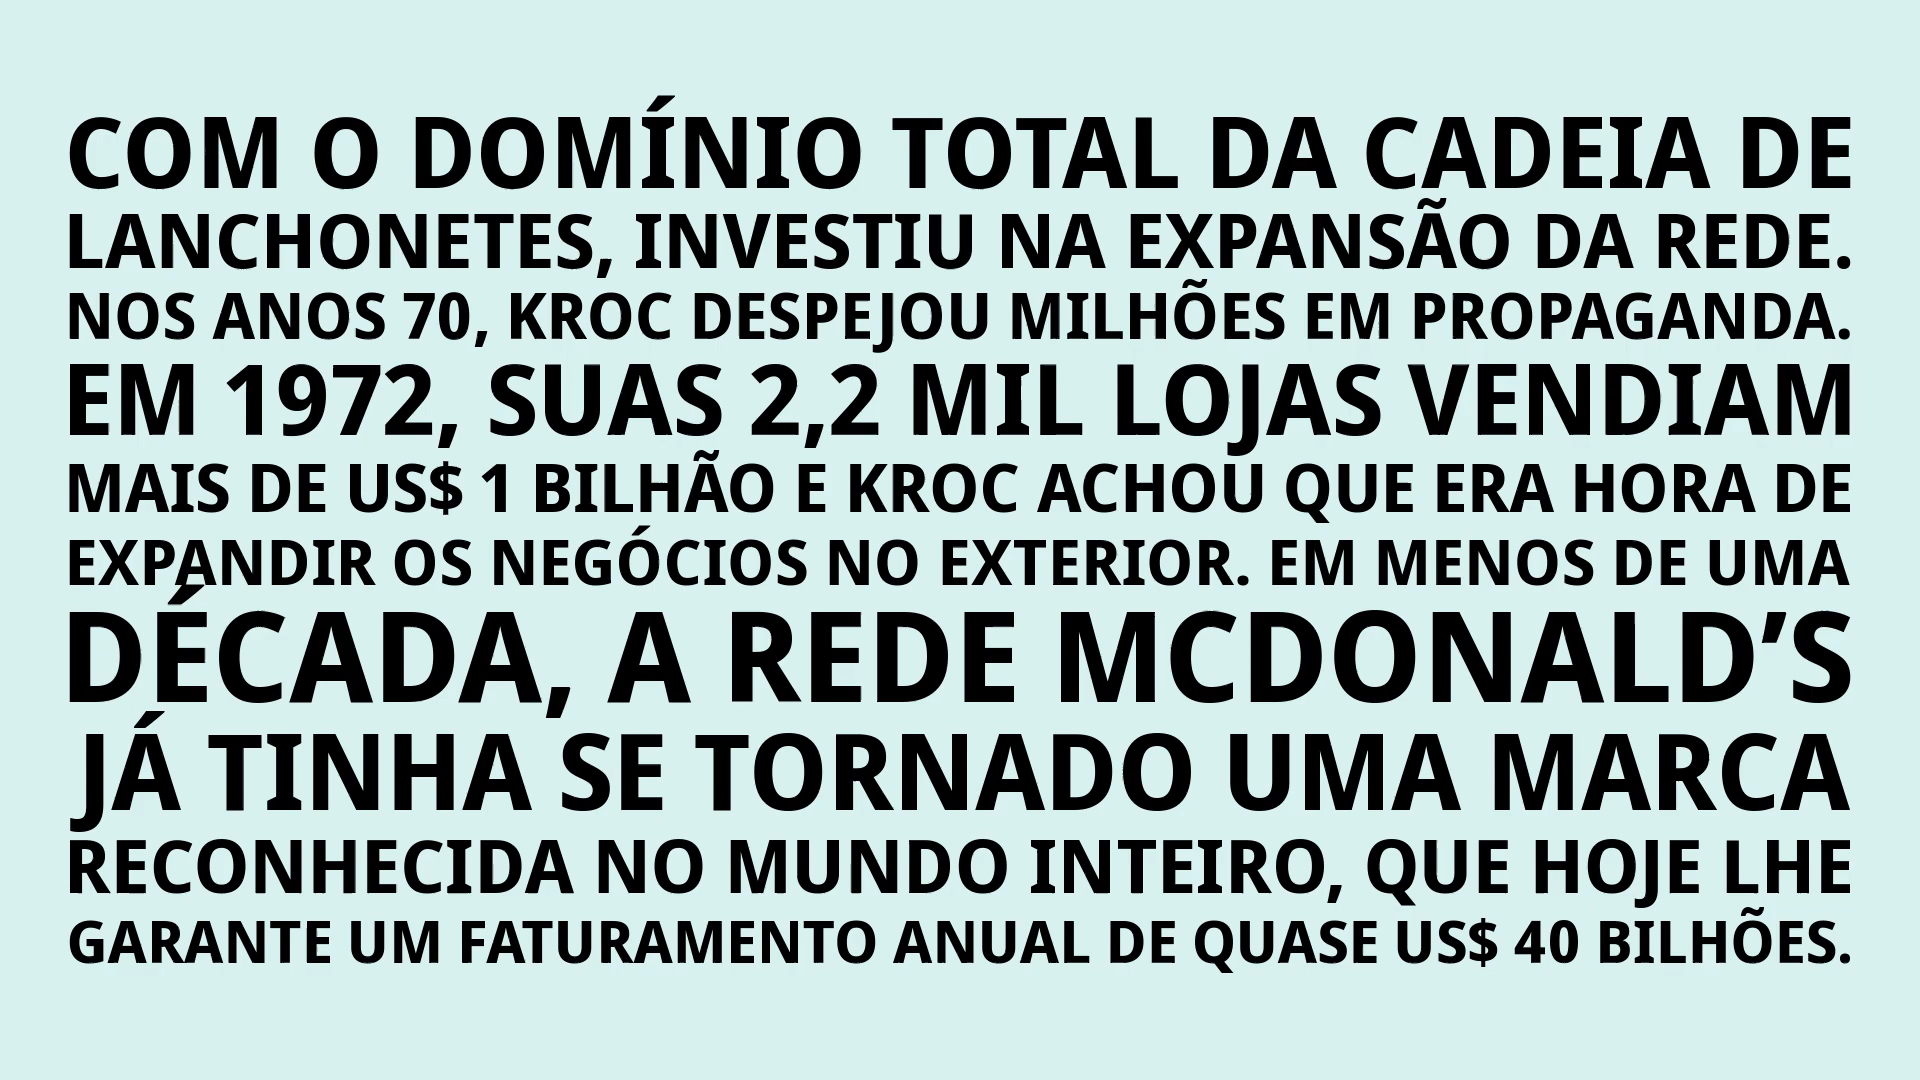 COM O DOMÍNIO TOTAL DA CADEIA DE
LANCHONETES, INVESTIU NA EXPANSÃO DA REDE.
NOS ANOS 70, KROC DESPEJOU MILHÕES EM PROPAGANDA.
EM 1972, SUAS 2,2 MIL LOJAS VENDIAM
MAIS DE US$ 1 BILHÃO E KROC ACHOU QUE ERA HORA DE
EXPANDIR OS NEGÓCIOS NO EXTERIOR. EM MENOS DE UMA
DÉCADA, A REDE MCDONALD’S
JÁ TINHA SE TORNADO UMA MARCA
RECONHECIDA NO MUNDO INTEIRO, QUE HOJE LHE
GARANTE UM FATURAMENTO ANUAL DE QUASE US$ 40 BILHÕES.